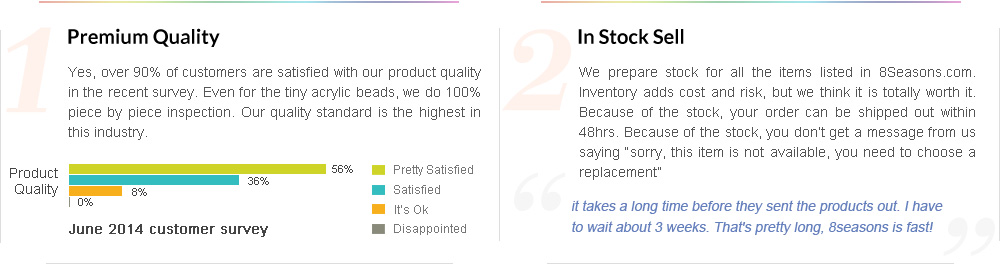 1
Premium Quality
Yes, over 90% of customers are satisfied with our product quality
in the recent survey. Even for the tiny acrylic beads, we do 100%
piece by piece inspection. Our quality standard is the highest in
this industry.
Product
Quality
56%
36%
8%
0%
Pretty Satisfied
Satisfied
It's Ok
Disappointed
June 2014 customer survey
2
In Stock Sell
We prepare stock for all the items listed in 8Seasons.com.
Inventory adds cost and risk, but we think it is totally worth it.
Because of the stock, your order can be shipped out within
48hrs. Because of the stock, you don't get a message from us
saying "sorry, this item is not available, you need to choose a
replacement"
“
it takes a long time before they sent the products out. I have
to wait about 3 weeks. That's pretty long, 8seasons is fast!
”